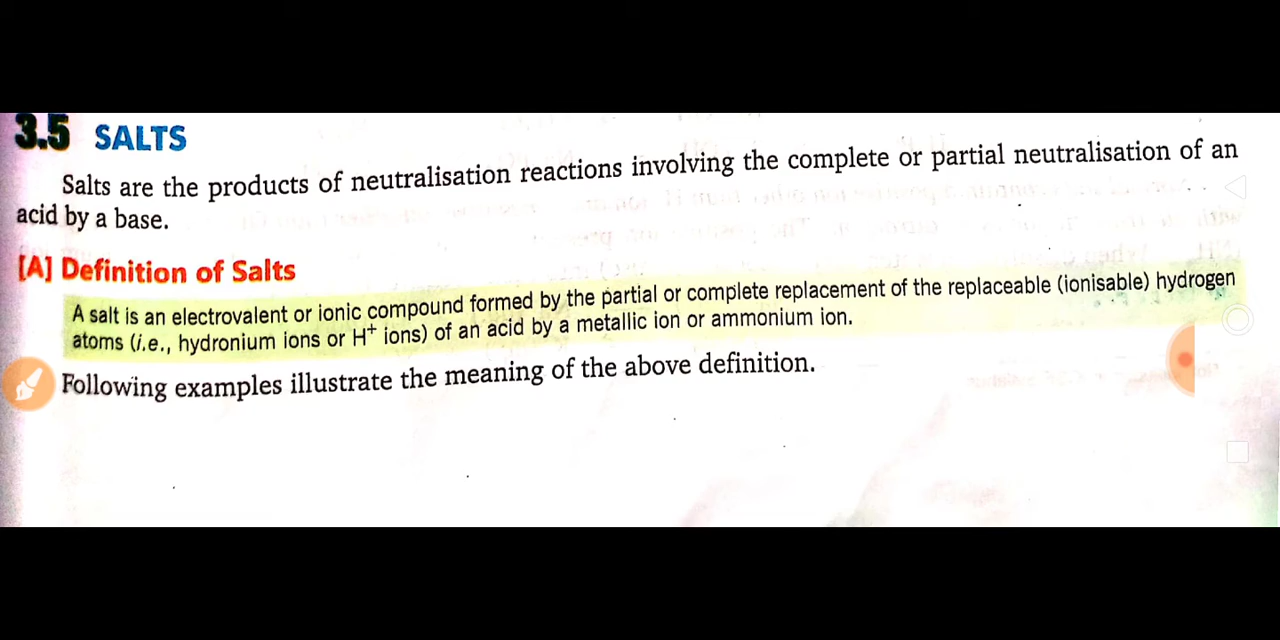 3.5 SALTS
Salts are the products of neutralisation reactions involving the complete or partial neutralisation of an
acid by a base.
[A] Definition of Salts
A salt is an electrovalent or ionic compound formed by the partial or complete replacement of the replaceable (ionisable) hydrogen
atoms (i.e., hydronium ions or H⁺ ions) of an acid by a metallic ion or ammonium ion.
Following examples illustrate the meaning of the above definition.